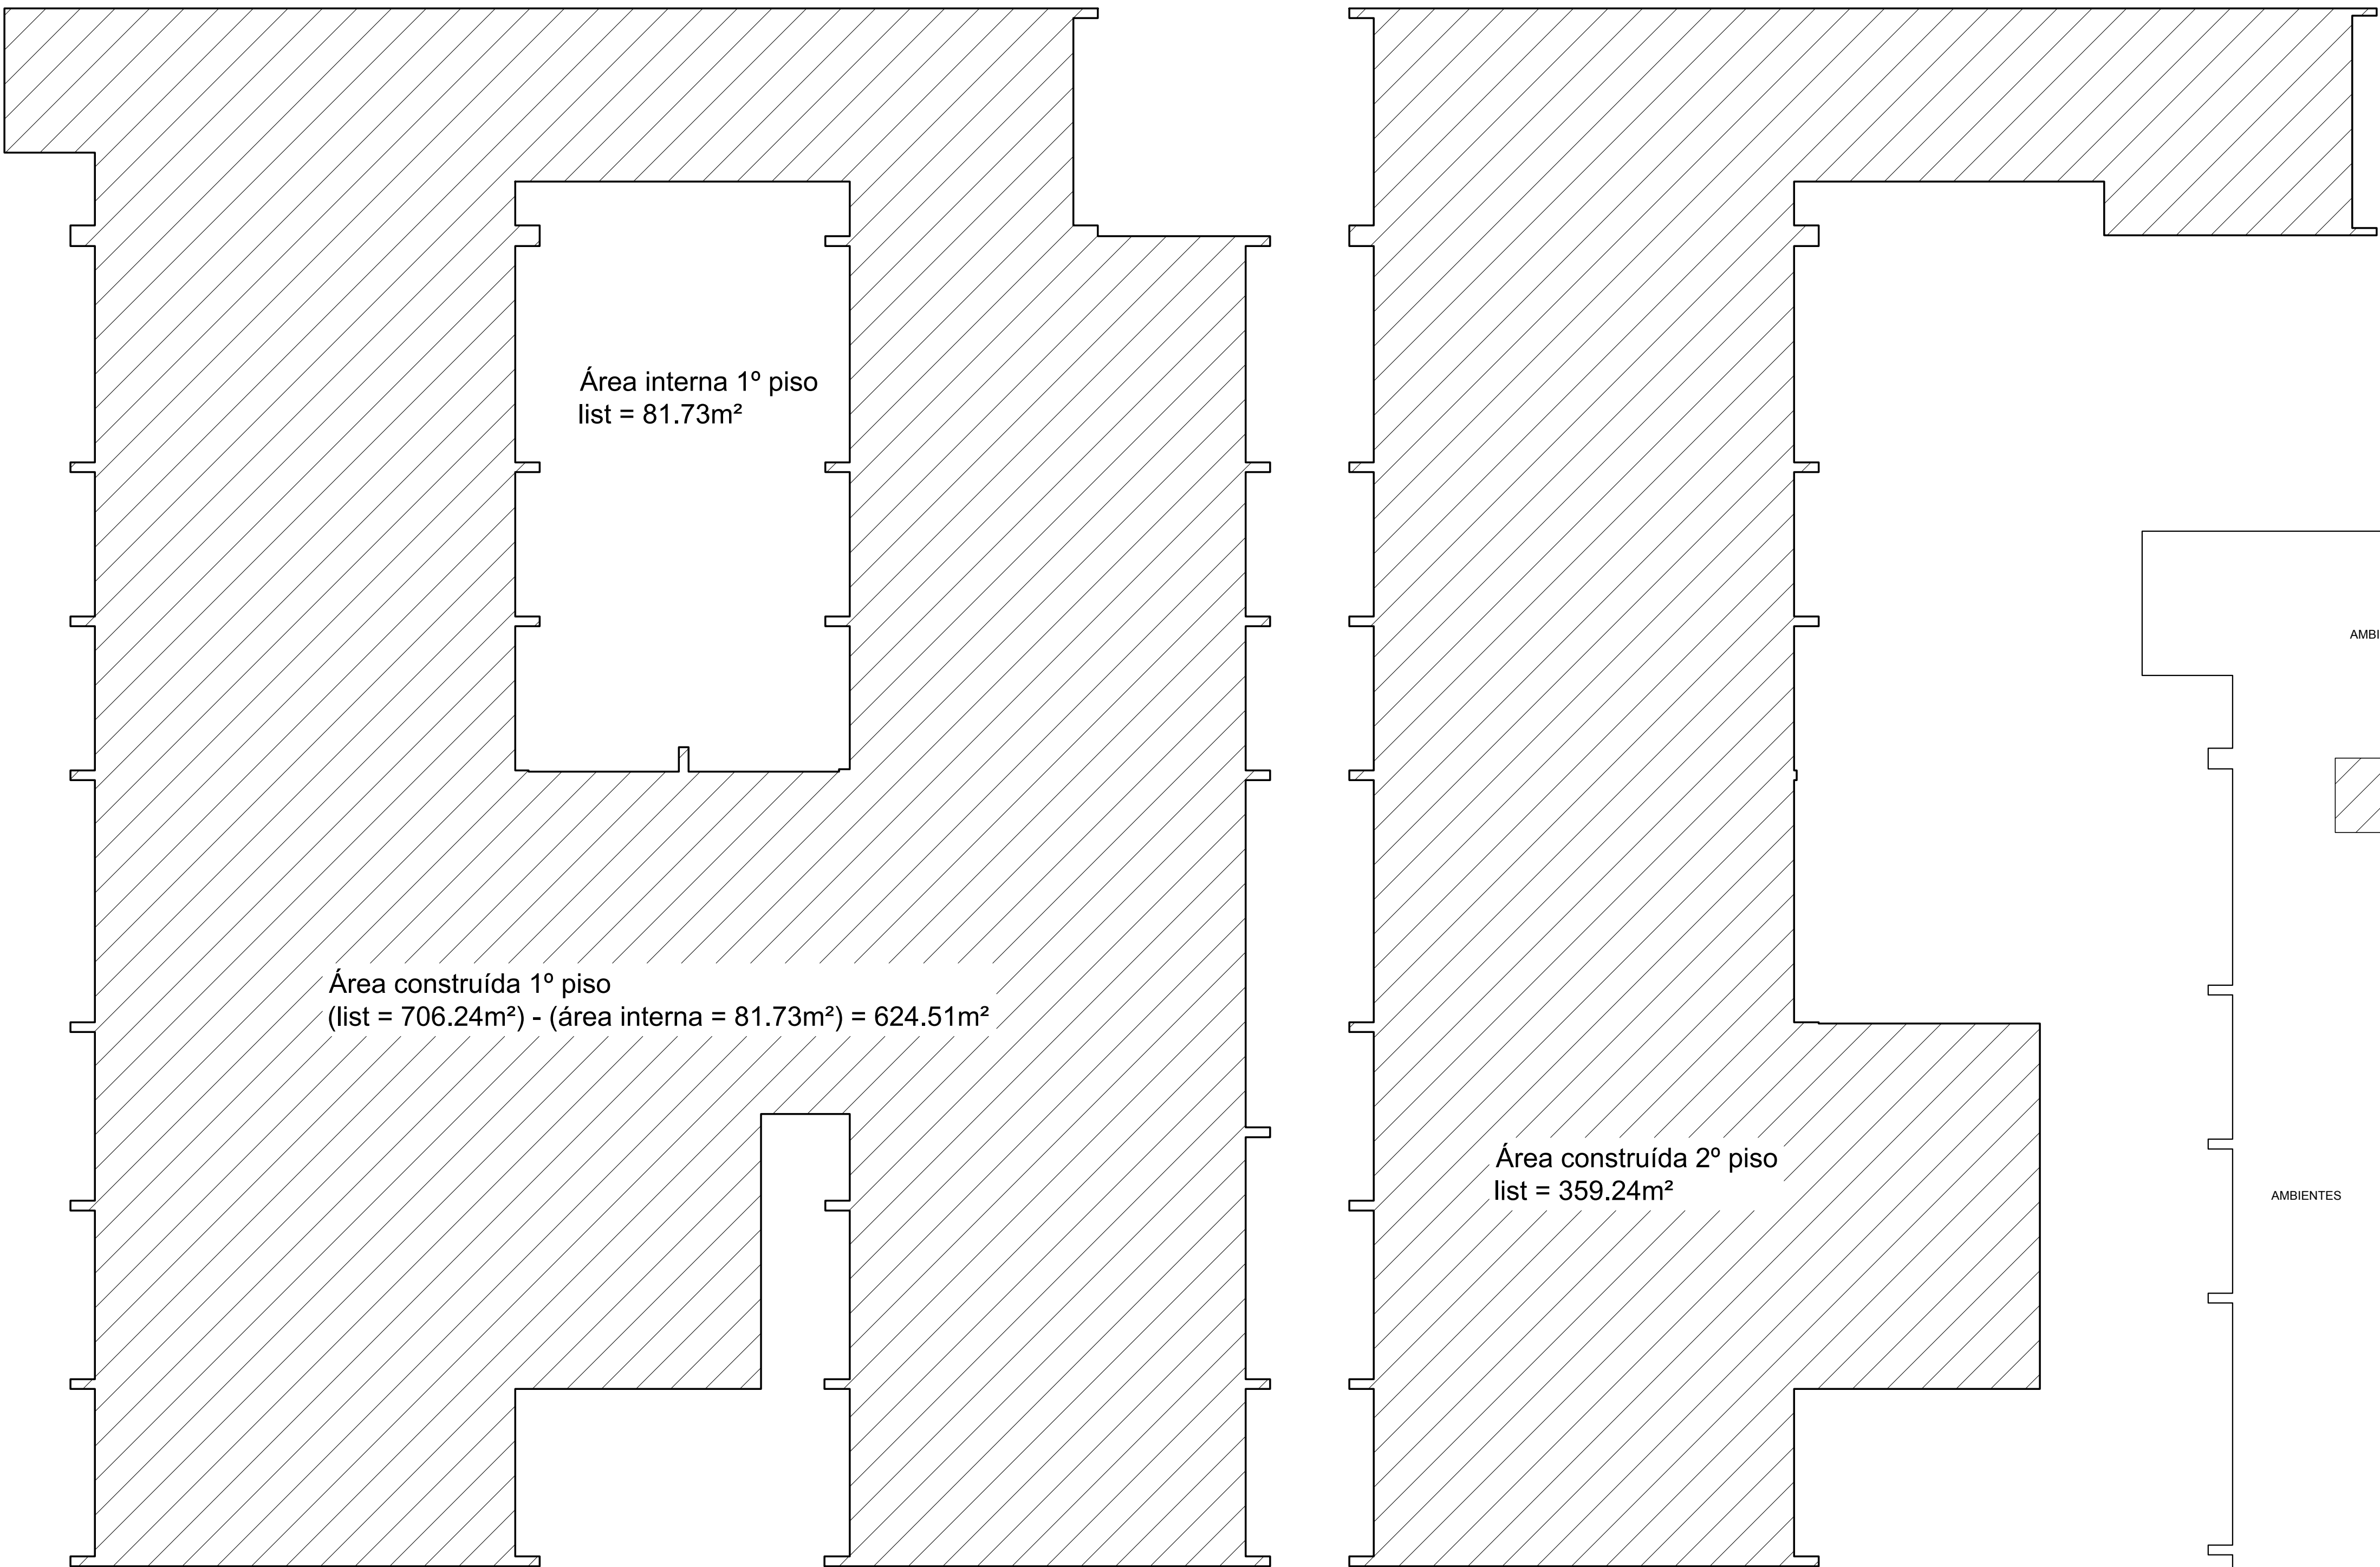 Área interna 1º piso
list = 81.73m²
Área construída 1º piso
(list = 706.24m²) - (área interna = 81.73m²) = 624.51m²
Área construída 2º piso
list = 359.24m²
AMBIENTES